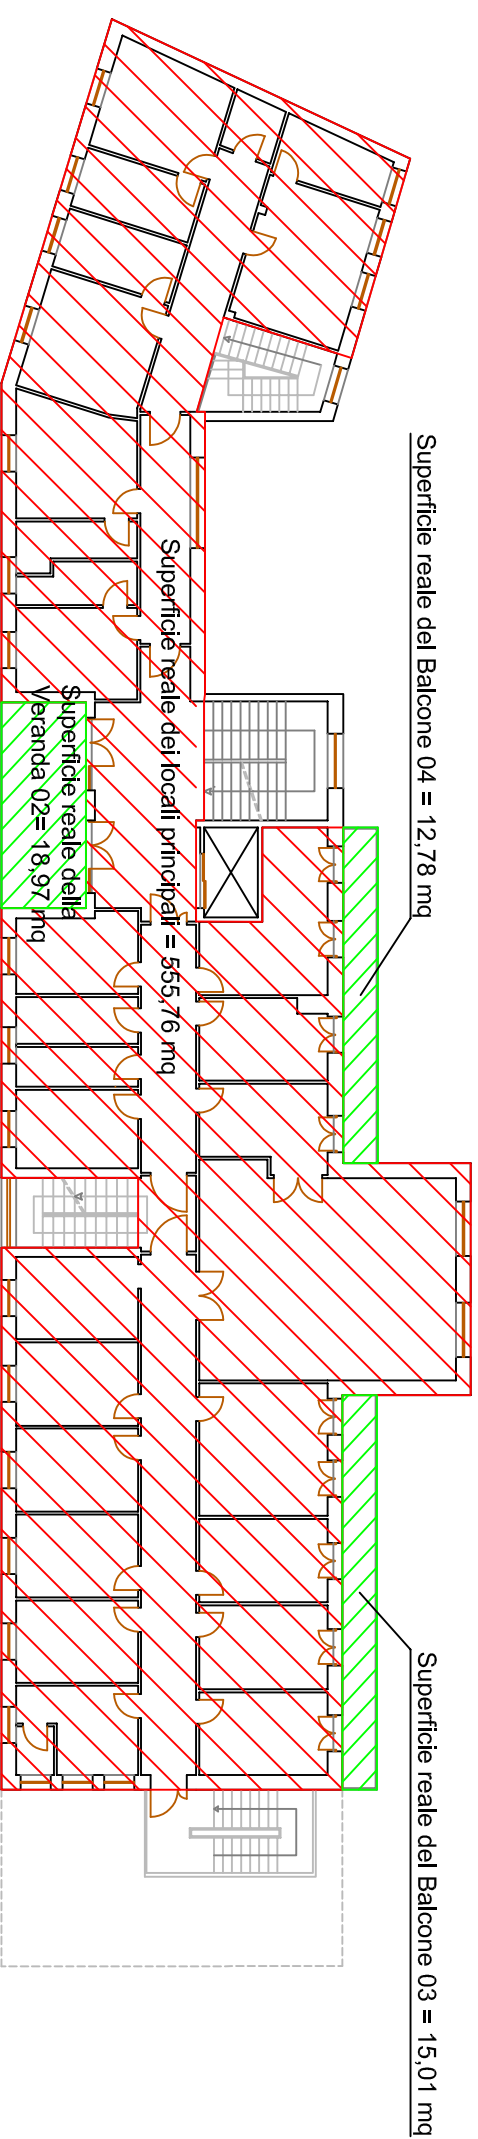 Superficie reale del Balcone 04 = 12,78 mq
Superficie reale dei locali principali = 555,76 mq
Superficie reale della
Veranda 02= 18,97 mq
Superficie reale del Balcone 03 = 15,01 mq